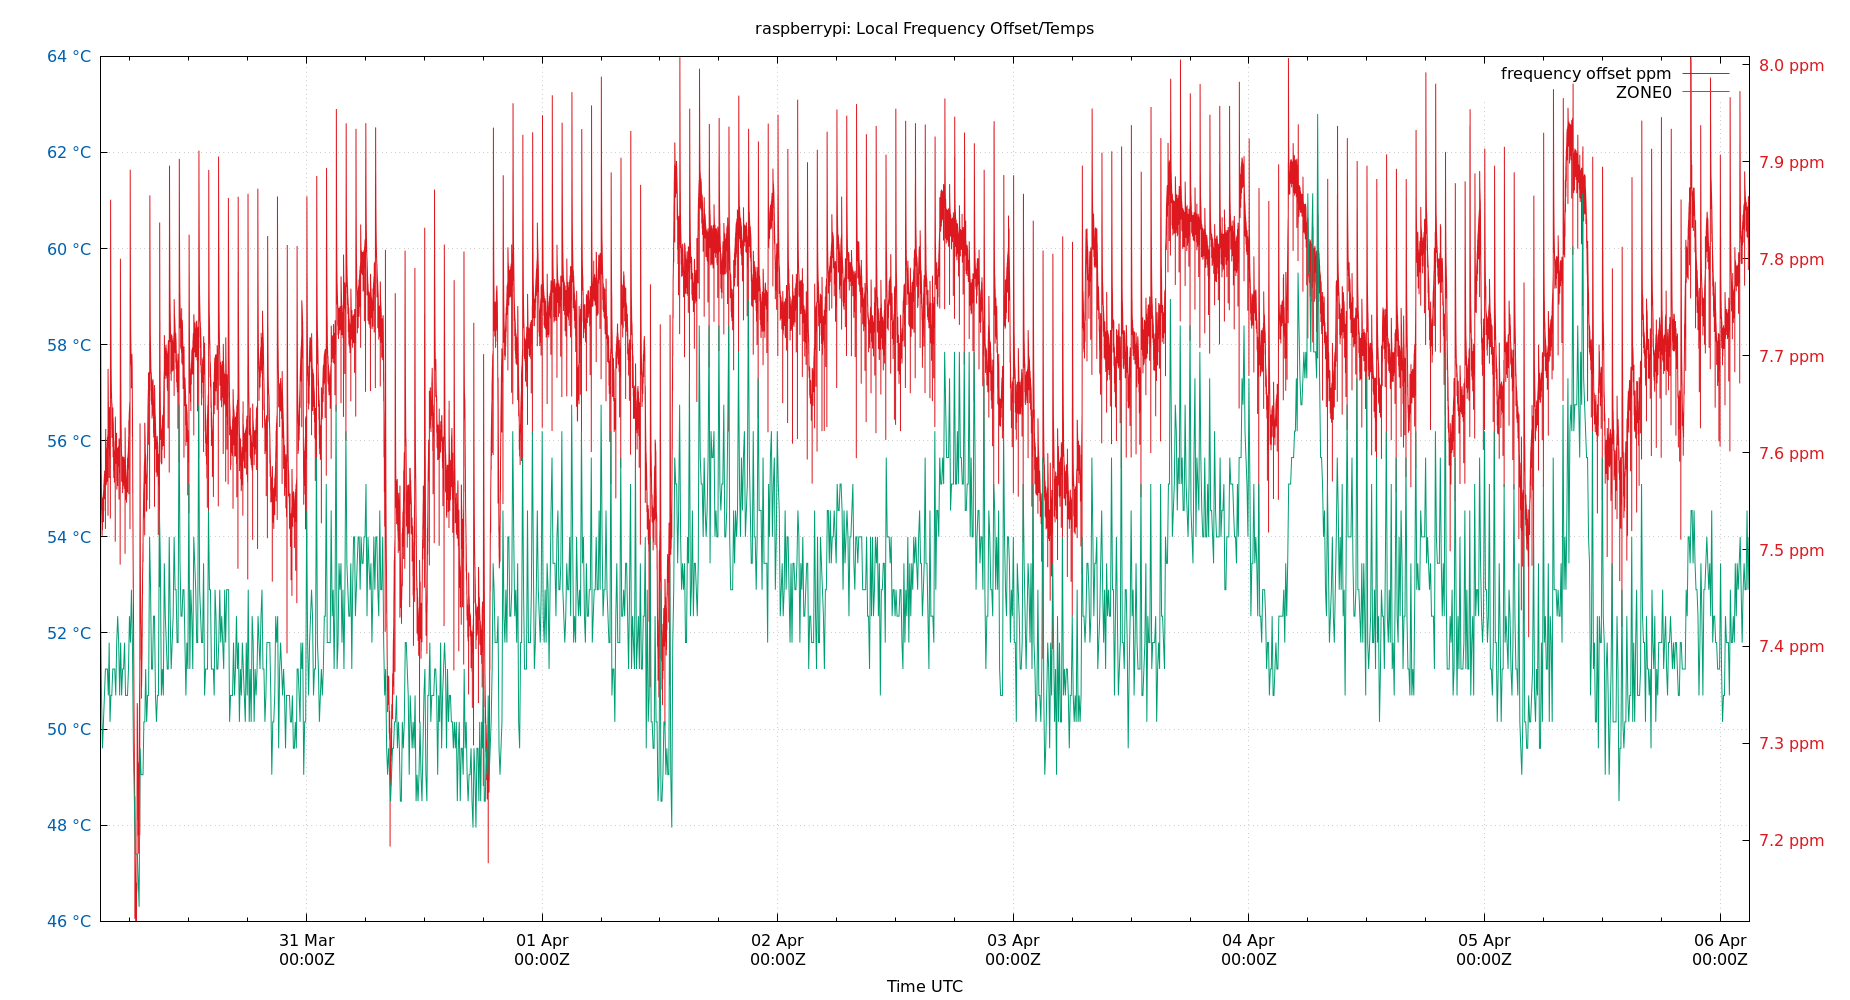 raspberrypi: Local Frequency Offset/Temps
64 °C
62 °C
60 °C
58 °C
56 °C
54 °C
52 °C
50 °C
48 °C
46 °C
8.0 ppm
7.9 ppm
7.8 ppm
7.7 ppm
7.6 ppm
7.5 ppm
7.4 ppm
7.3 ppm
7.2 ppm
frequency offset ppm
ZONE0
31 Mar
00:00Z
01 Apr
00:00Z
02 Apr
00:00Z
03 Apr
00:00Z
04 Apr
00:00Z
05 Apr
00:00Z
06 Apr
00:00Z
Time UTC